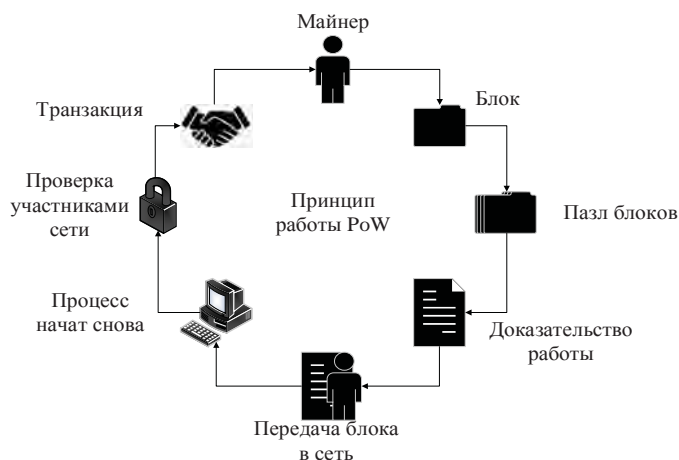 Майнер
Транзакция
Блок
Проверка
участниками
сети
Принцип
работы PoW
Пазл блоков
Процесс
начат снова
Доказательство
работы
Передача блока
в сеть